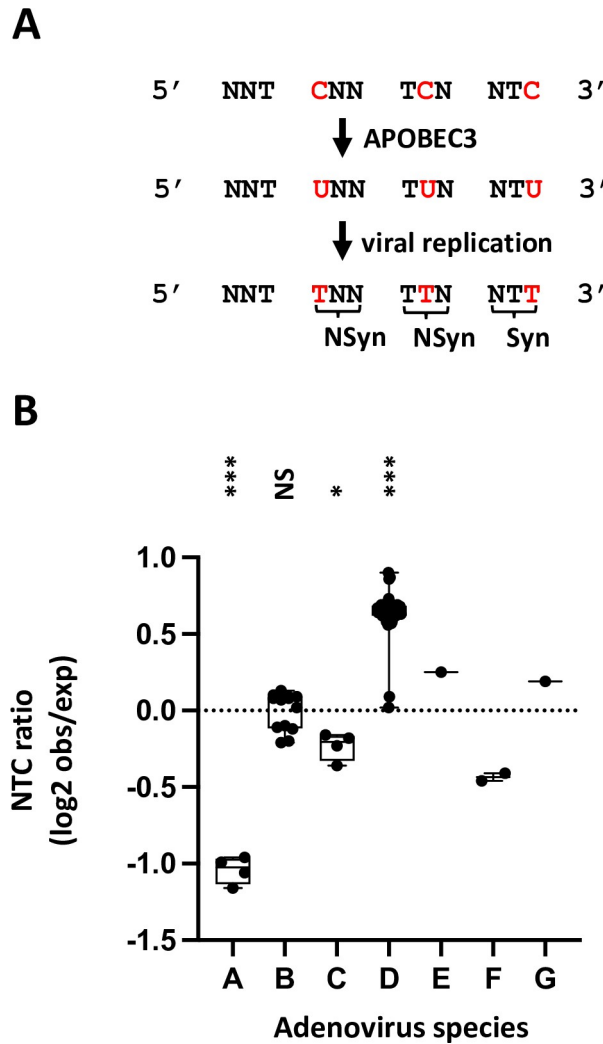 A
5′ NNT CNN TCN NTC 3′
APOBEC3
5′ NNT UNN TUN NTU 3′
viral replication
5′ NNT TNN TTN NTT 3′
NSyn NSyn Syn
B
*** NS * ***
1.0
0.5
0.0
-0.5
-1.0
-1.5
NTC ratio
(log2 obs/exp)
A B C D E F G
Adenovirus species